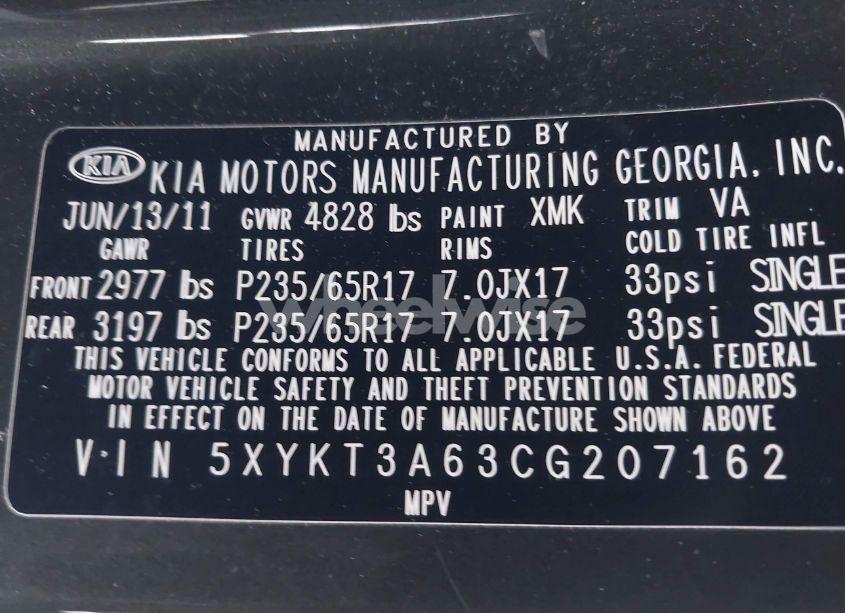 MANUFACTURED BY
KIA KIA MOTORS MANUFACTURING GEORGIA, INC.
JUN/13/11 GVWR 4828 lbs PAINT XMK TRIM VA
GAWR TIRES RIMS COLD TIRE INFL
FRONT 2977 lbs P235/65R17 7.0JX17 33psi SINGLE
REAR 3197 lbs P235/65R17 7.0JX17 33psi SINGLE
wheelwise
THIS VEHICLE CONFORMS TO ALL APPLICABLE U.S.A. FEDERAL
MOTOR VEHICLE SAFETY AND THEFT PREVENTION STANDARDS
IN EFFECT ON THE DATE OF MANUFACTURE SHOWN ABOVE
V·I N 5XYKT3A63CG207162
MPV